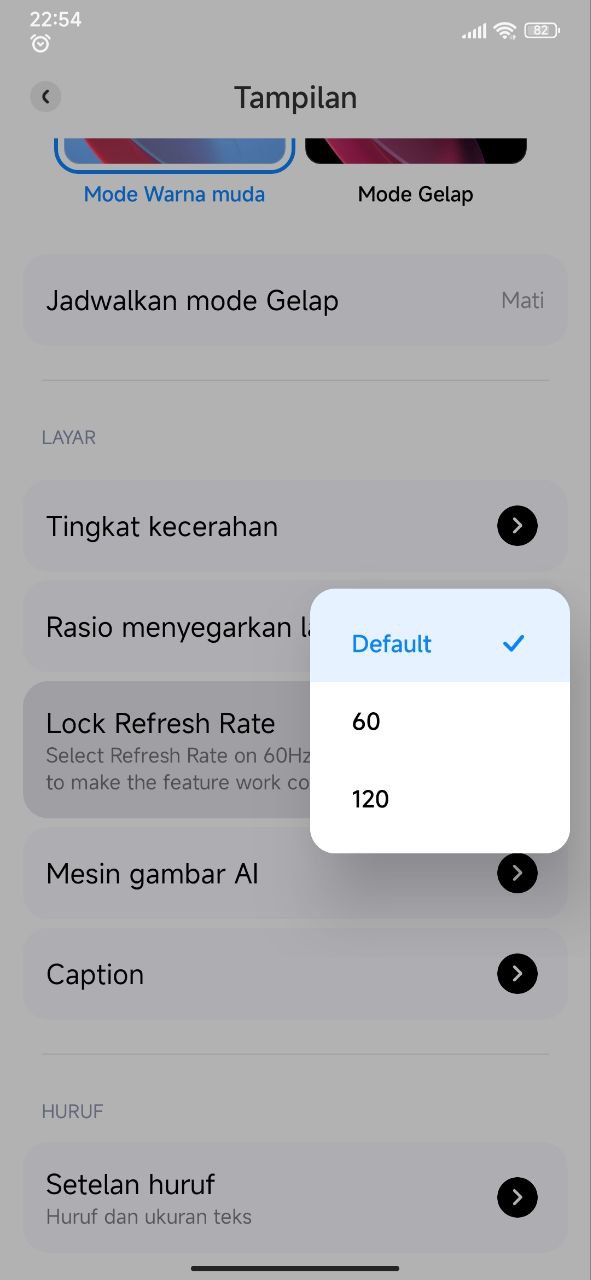 22:54
82
Tampilan
Mode Warna muda
Mode Gelap
Jadwalkan mode Gelap
Mati
LAYAR
Tingkat kecerahan
Rasio menyegarkan
Default
Lock Refresh Rate
60
Select Refresh Rate on 60Hz
to make the feature work
120
Mesin gambar AI
Caption
HURUF
Setelan huruf
Huruf dan ukuran teks